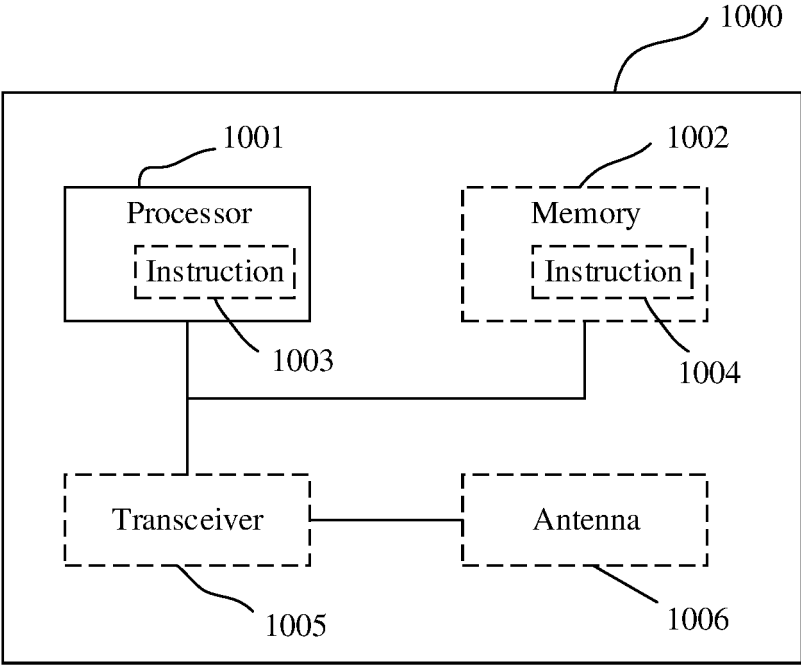 1000
1001
1002
Processor
Memory
Instruction
Instruction
1003
1004
Transceiver
Antenna
1005
1006